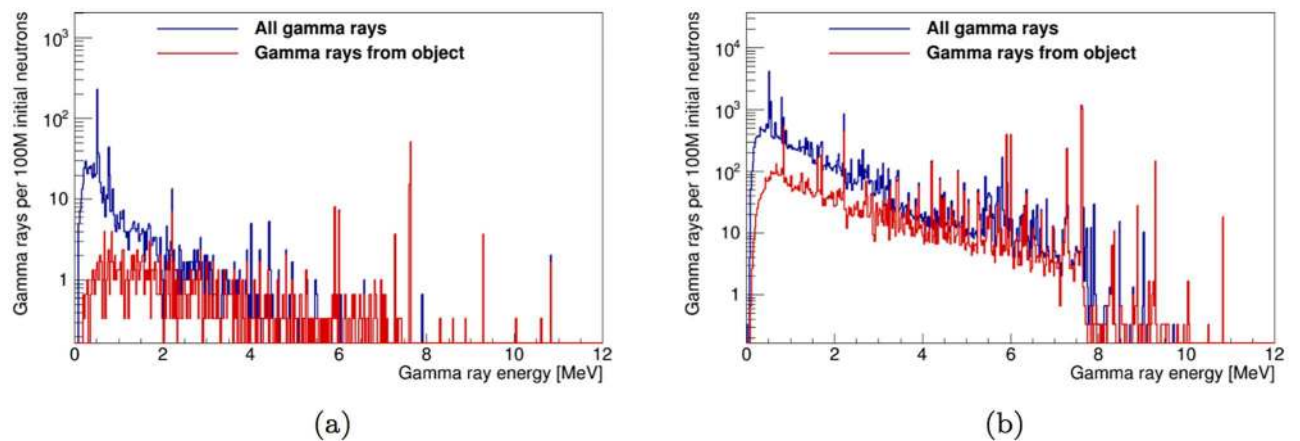 All gamma rays
Gamma rays from object
Gamma rays per 100M initial neutrons
10³
10²
10
1
0 2 4 6 8 10 12
Gamma ray energy [MeV]
(a)
All gamma rays
Gamma rays from object
Gamma rays per 100M initial neutrons
10⁴
10³
10²
10
1
0 2 4 6 8 10 12
Gamma ray energy [MeV]
(b)